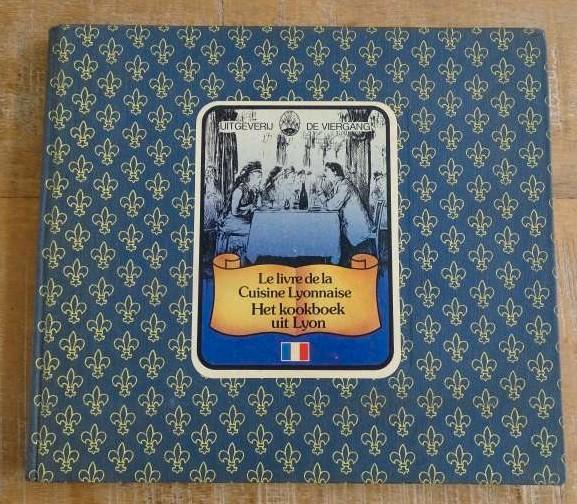 UITGEVERIJ DE VIERGANG
Le livre de la
Cuisine Lyonnaise
Het kookboek
uit Lyon